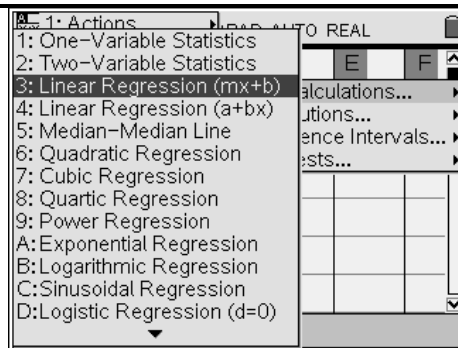 1: Actions
RAD AUTO REAL
1: One-Variable Statistics
2: Two-Variable Statistics
E F
3: Linear Regression (mx+b)
alculations...
4: Linear Regression (a+bx)
utions...
5: Median-Median Line
ence Intervals...
6: Quadratic Regression
ests...
7: Cubic Regression
8: Quartic Regression
9: Power Regression
A: Exponential Regression
B: Logarithmic Regression
C: Sinusoidal Regression
D: Logistic Regression (d=0)